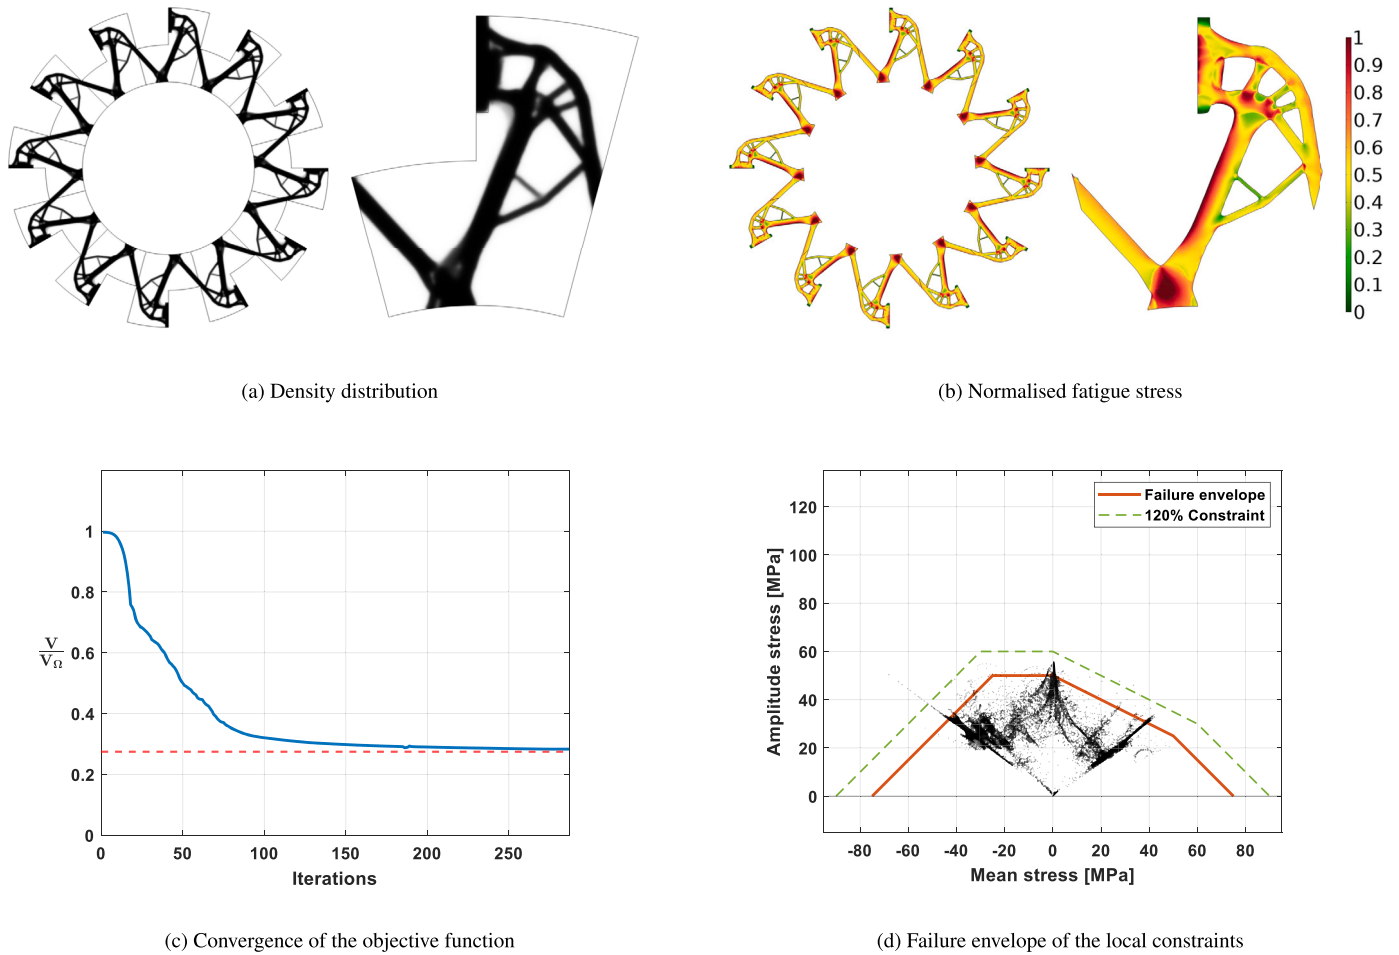 1
0.9
0.8
0.7
0.6
0.5
0.4
0.3
0.2
0.1
0
(a) Density distribution
(b) Normalised fatigue stress
V
V_Ω
1
0.8
0.6
0.4
0.2
0
0 50 100 150 200 250
Iterations
(c) Convergence of the objective function
Failure envelope
120% Constraint
Amplitude stress [MPa]
120
100
80
60
40
20
0
-80 -60 -40 -20 0 20 40 60 80
Mean stress [MPa]
(d) Failure envelope of the local constraints